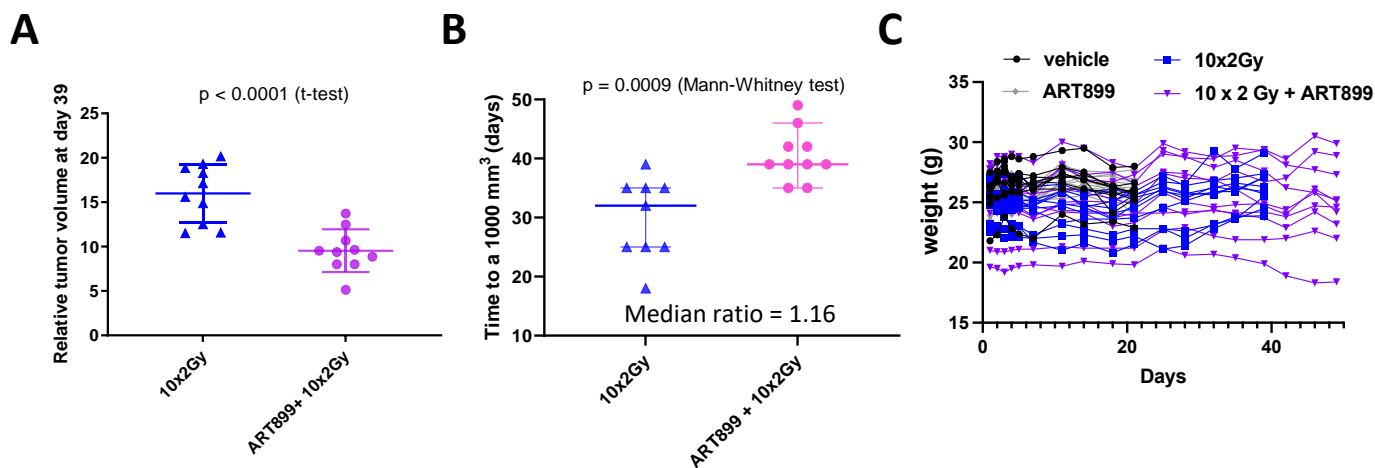 A
p < 0.0001 (t-test)
Relative tumor volume at day 39
25
20
15
10
5
0
10x2Gy
ART899+ 10x2Gy
B
p = 0.0009 (Mann-Whitney test)
Time to a 1000 mm³ (days)
50
40
30
20
10
Median ratio = 1.16
10x2Gy
ART899 + 10x2Gy
C
vehicle
10x2Gy
ART899
10 x 2 Gy + ART899
weight (g)
35
30
25
20
15
0
20
40
Days